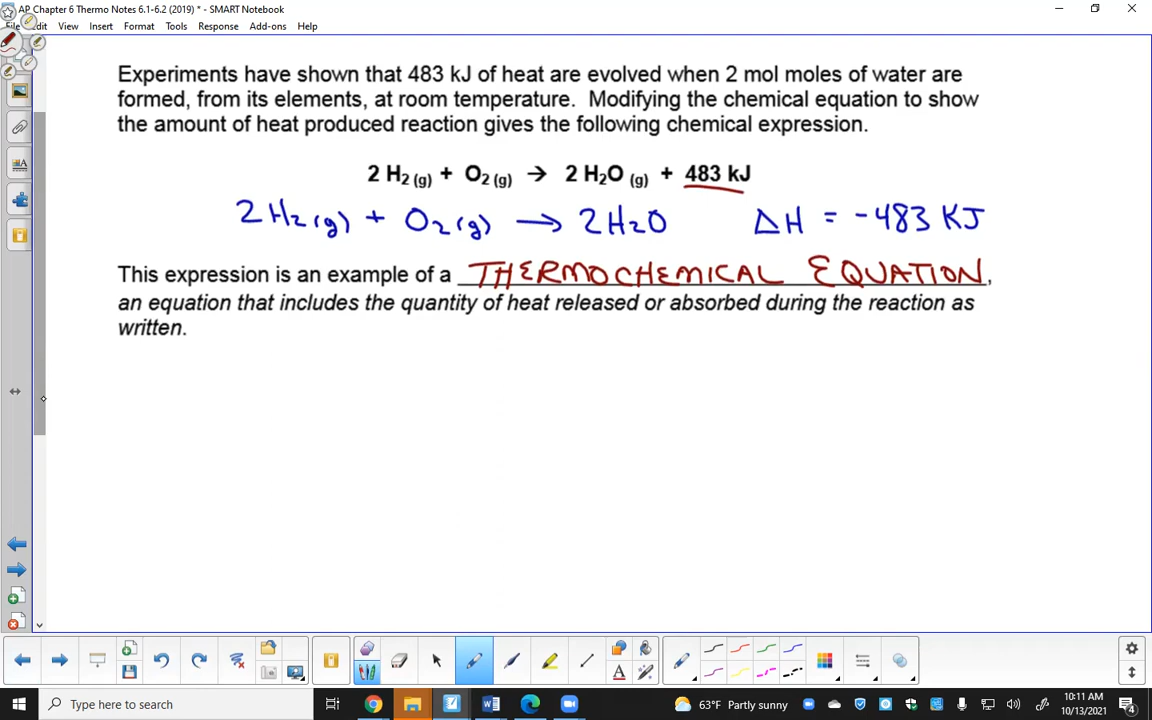 AP Chapter 6 Thermo Notes 6.1-6.2 (2019) * - SMART Notebook
View Insert Format Tools Response Add-ons Help
Experiments have shown that 483 kJ of heat are evolved when 2 mol moles of water are
formed, from its elements, at room temperature. Modifying the chemical equation to show
the amount of heat produced reaction gives the following chemical expression.
2 H₂ (g) + O₂ (g) → 2 H₂O (g) + 483 kJ
2 H₂ (g) + O₂ (g) → 2 H₂O ΔH = -483 KJ
This expression is an example of a THERMOCHEMICAL EQUATION,
an equation that includes the quantity of heat released or absorbed during the reaction as
written.
Type here to search
63°F Partly sunny
10:11 AM
10/13/2021
4